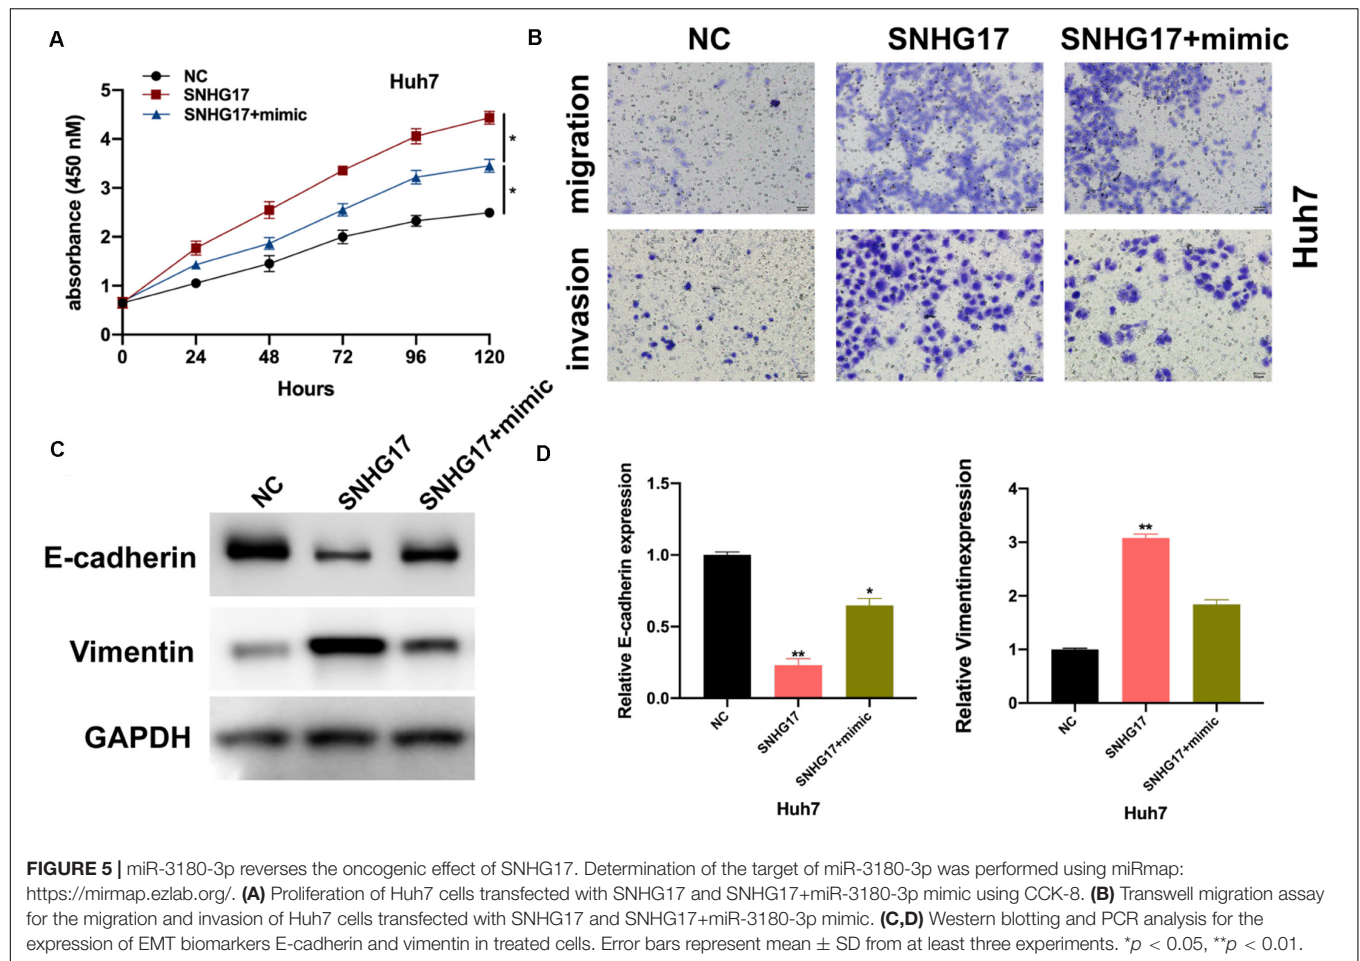 A
NC
SNHG17
SNHG17+mimic
Huh7
absorbance (450 nM)
5
4
3
2
1
0
*
*
0 24 48 72 96 120
Hours
B
NC SNHG17 SNHG17+mimic
migration
invasion
Huh7
C
NC SNHG17 SNHG17+mimic
E-cadherin
Vimentin
GAPDH
D
Relative E-cadherin expression
1.5
1.0
0.5
0.0
**
*
NC SNHG17 SNHG17+mimic
Huh7
Relative Vimentinexpression
4
3
2
1
0
**
NC SNHG17 SNHG17+mimic
Huh7
FIGURE 5 | miR-3180-3p reverses the oncogenic effect of SNHG17. Determination of the target of miR-3180-3p was performed using miRmap:
https://mirmap.ezlab.org/. (A) Proliferation of Huh7 cells transfected with SNHG17 and SNHG17+miR-3180-3p mimic using CCK-8. (B) Transwell migration assay
for the migration and invasion of Huh7 cells transfected with SNHG17 and SNHG17+miR-3180-3p mimic. (C,D) Western blotting and PCR analysis for the
expression of EMT biomarkers E-cadherin and vimentin in treated cells. Error bars represent mean ± SD from at least three experiments. *p < 0.05, **p < 0.01.